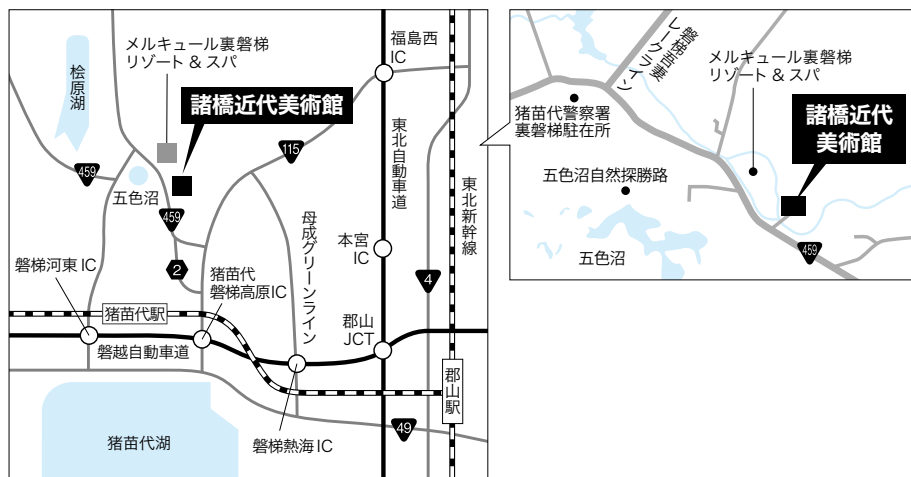 福島西
IC
メルキュール裏磐梯
リゾート & スパ
桧原湖
諸橋近代美術館
115
東北自動車道
459
五色沼
459
東北新幹線
母成グリーンライン
本宮
IC
磐梯河東 IC
2
猪苗代
磐梯高原IC
4
猪苗代駅
郡山
JCT
磐越自動車道
郡山駅
49
猪苗代湖
磐梯熱海 IC
磐梯吾妻
レークライン
メルキュール裏磐梯
リゾート & スパ
猪苗代警察署
裏磐梯駐在所
諸橋近代
美術館
五色沼自然探勝路
五色沼
459